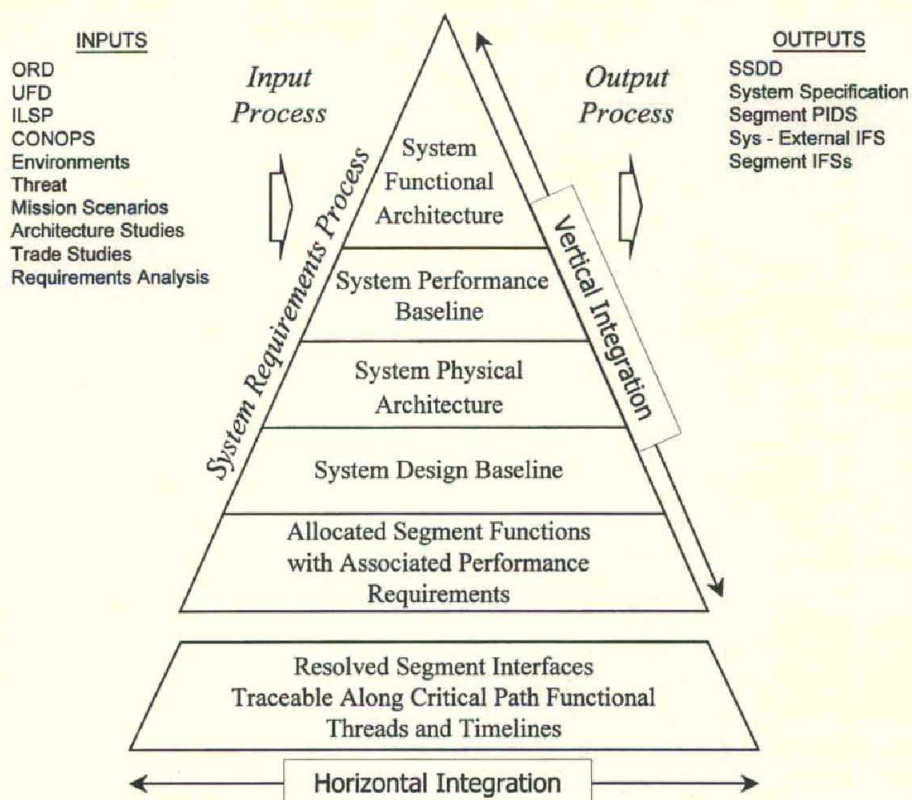 INPUTS
ORD
UFD
ILSP
CONOPS
Environments
Threat
Mission Scenarios
Architecture Studies
Trade Studies
Requirements Analysis
Input
Process
System Requirements Process
System
Functional
Architecture
System Performance
Baseline
System Physical
Architecture
System Design Baseline
Allocated Segment Functions
with Associated Performance
Requirements
Resolved Segment Interfaces
Traceable Along Critical Path Functional
Threads and Timelines
Horizontal Integration
Vertical Integration
Output
Process
OUTPUTS
SSDD
System Specification
Segment PIDS
Sys - External IFS
Segment IFSs